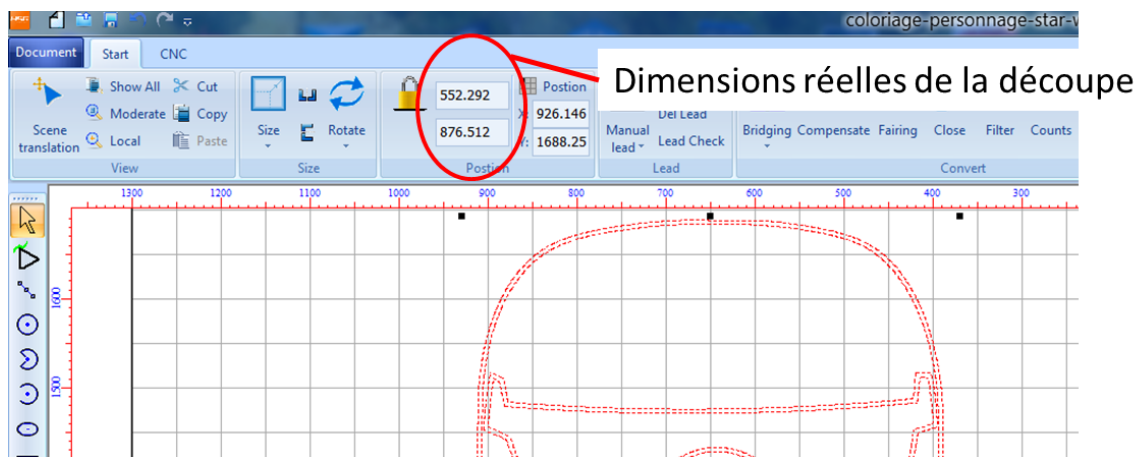 coloriage-personnage-star-w
Document Start CNC
Dimensions réelles de la découpe
Show All Cut
Moderate Copy
Local Paste
Scene
translation
View
Size Rotate
Size
552.292
876.512
Postion
X: 926.146
Y: 1688.25
Postion
Del Lead
Manual
lead Lead Check
Lead
Bridging Compensate Fairing Close Filter Counts
Convert
1300 1200 1100 1000 900 800 700 600 500 400 300
1600
1500